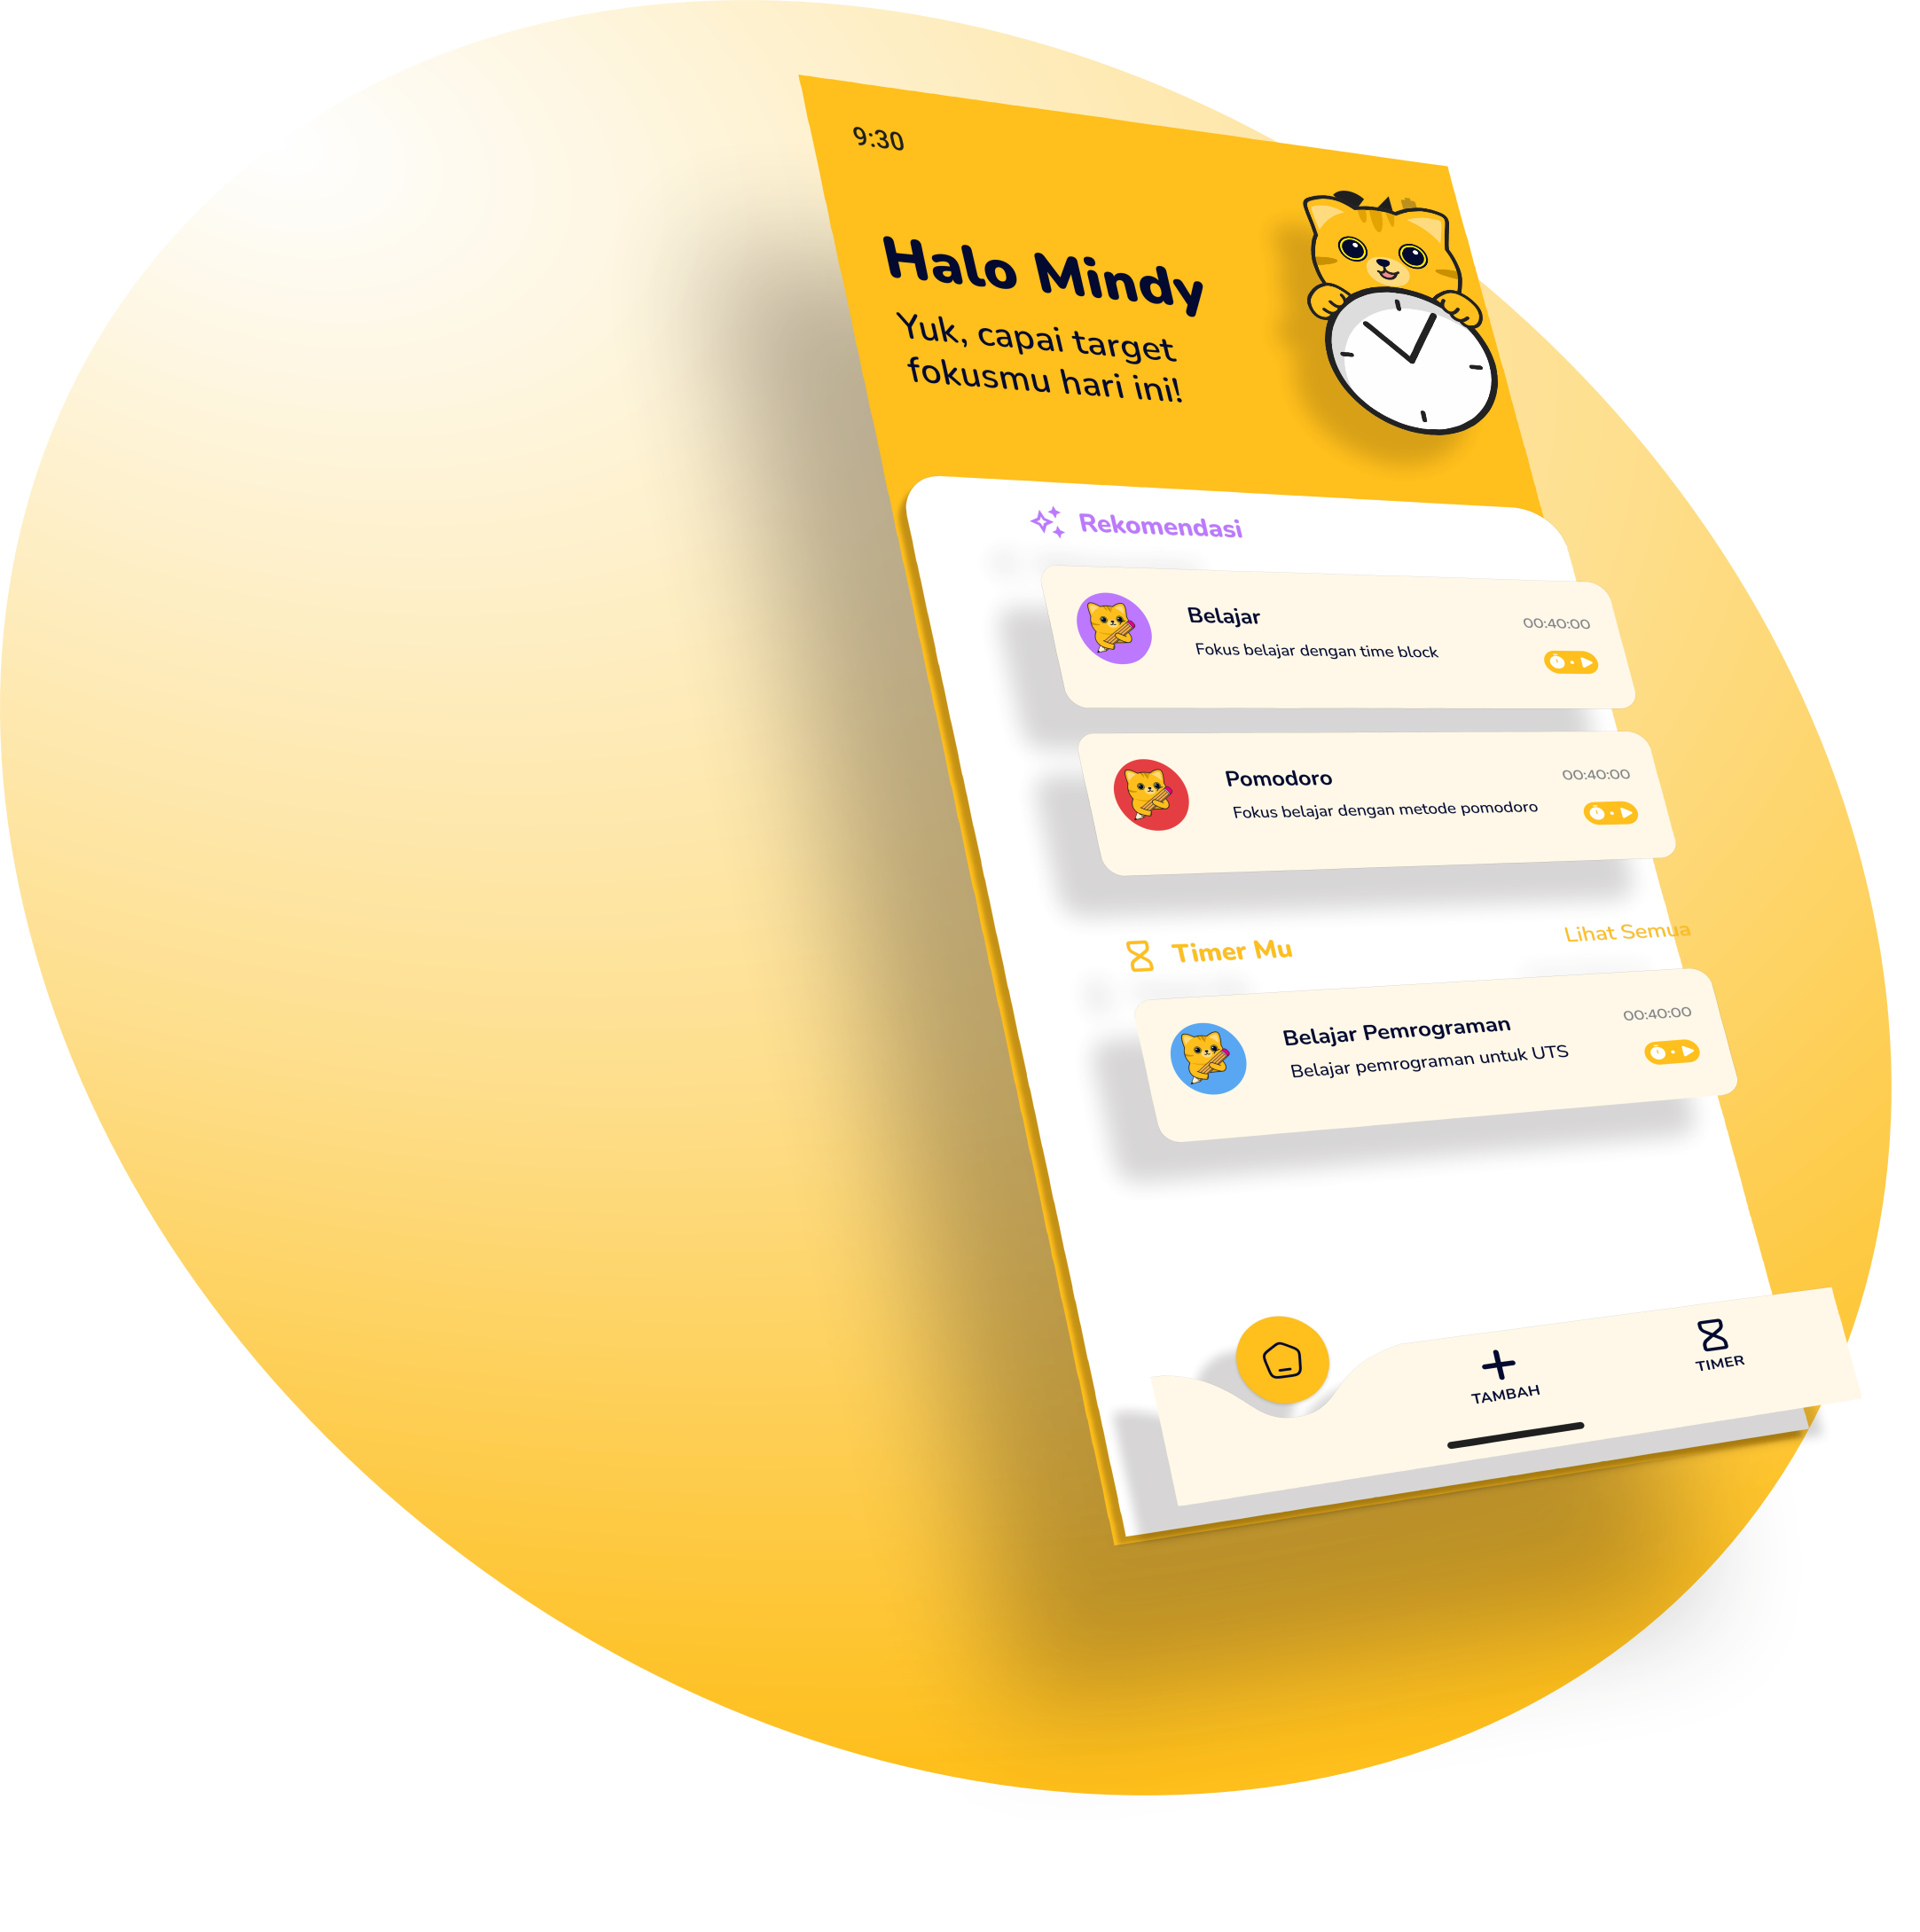 9:30
Halo Mindy
Yuk, capai target
fokusmu hari ini!
Rekomendasi
Belajar
00:40:00
Fokus belajar dengan time block
Pomodoro
00:40:00
Fokus belajar dengan metode pomodoro
Timer Mu
Lihat Semua
Belajar Pemrograman
00:40:00
Belajar pemrograman untuk UTS
TAMBAH
TIMER